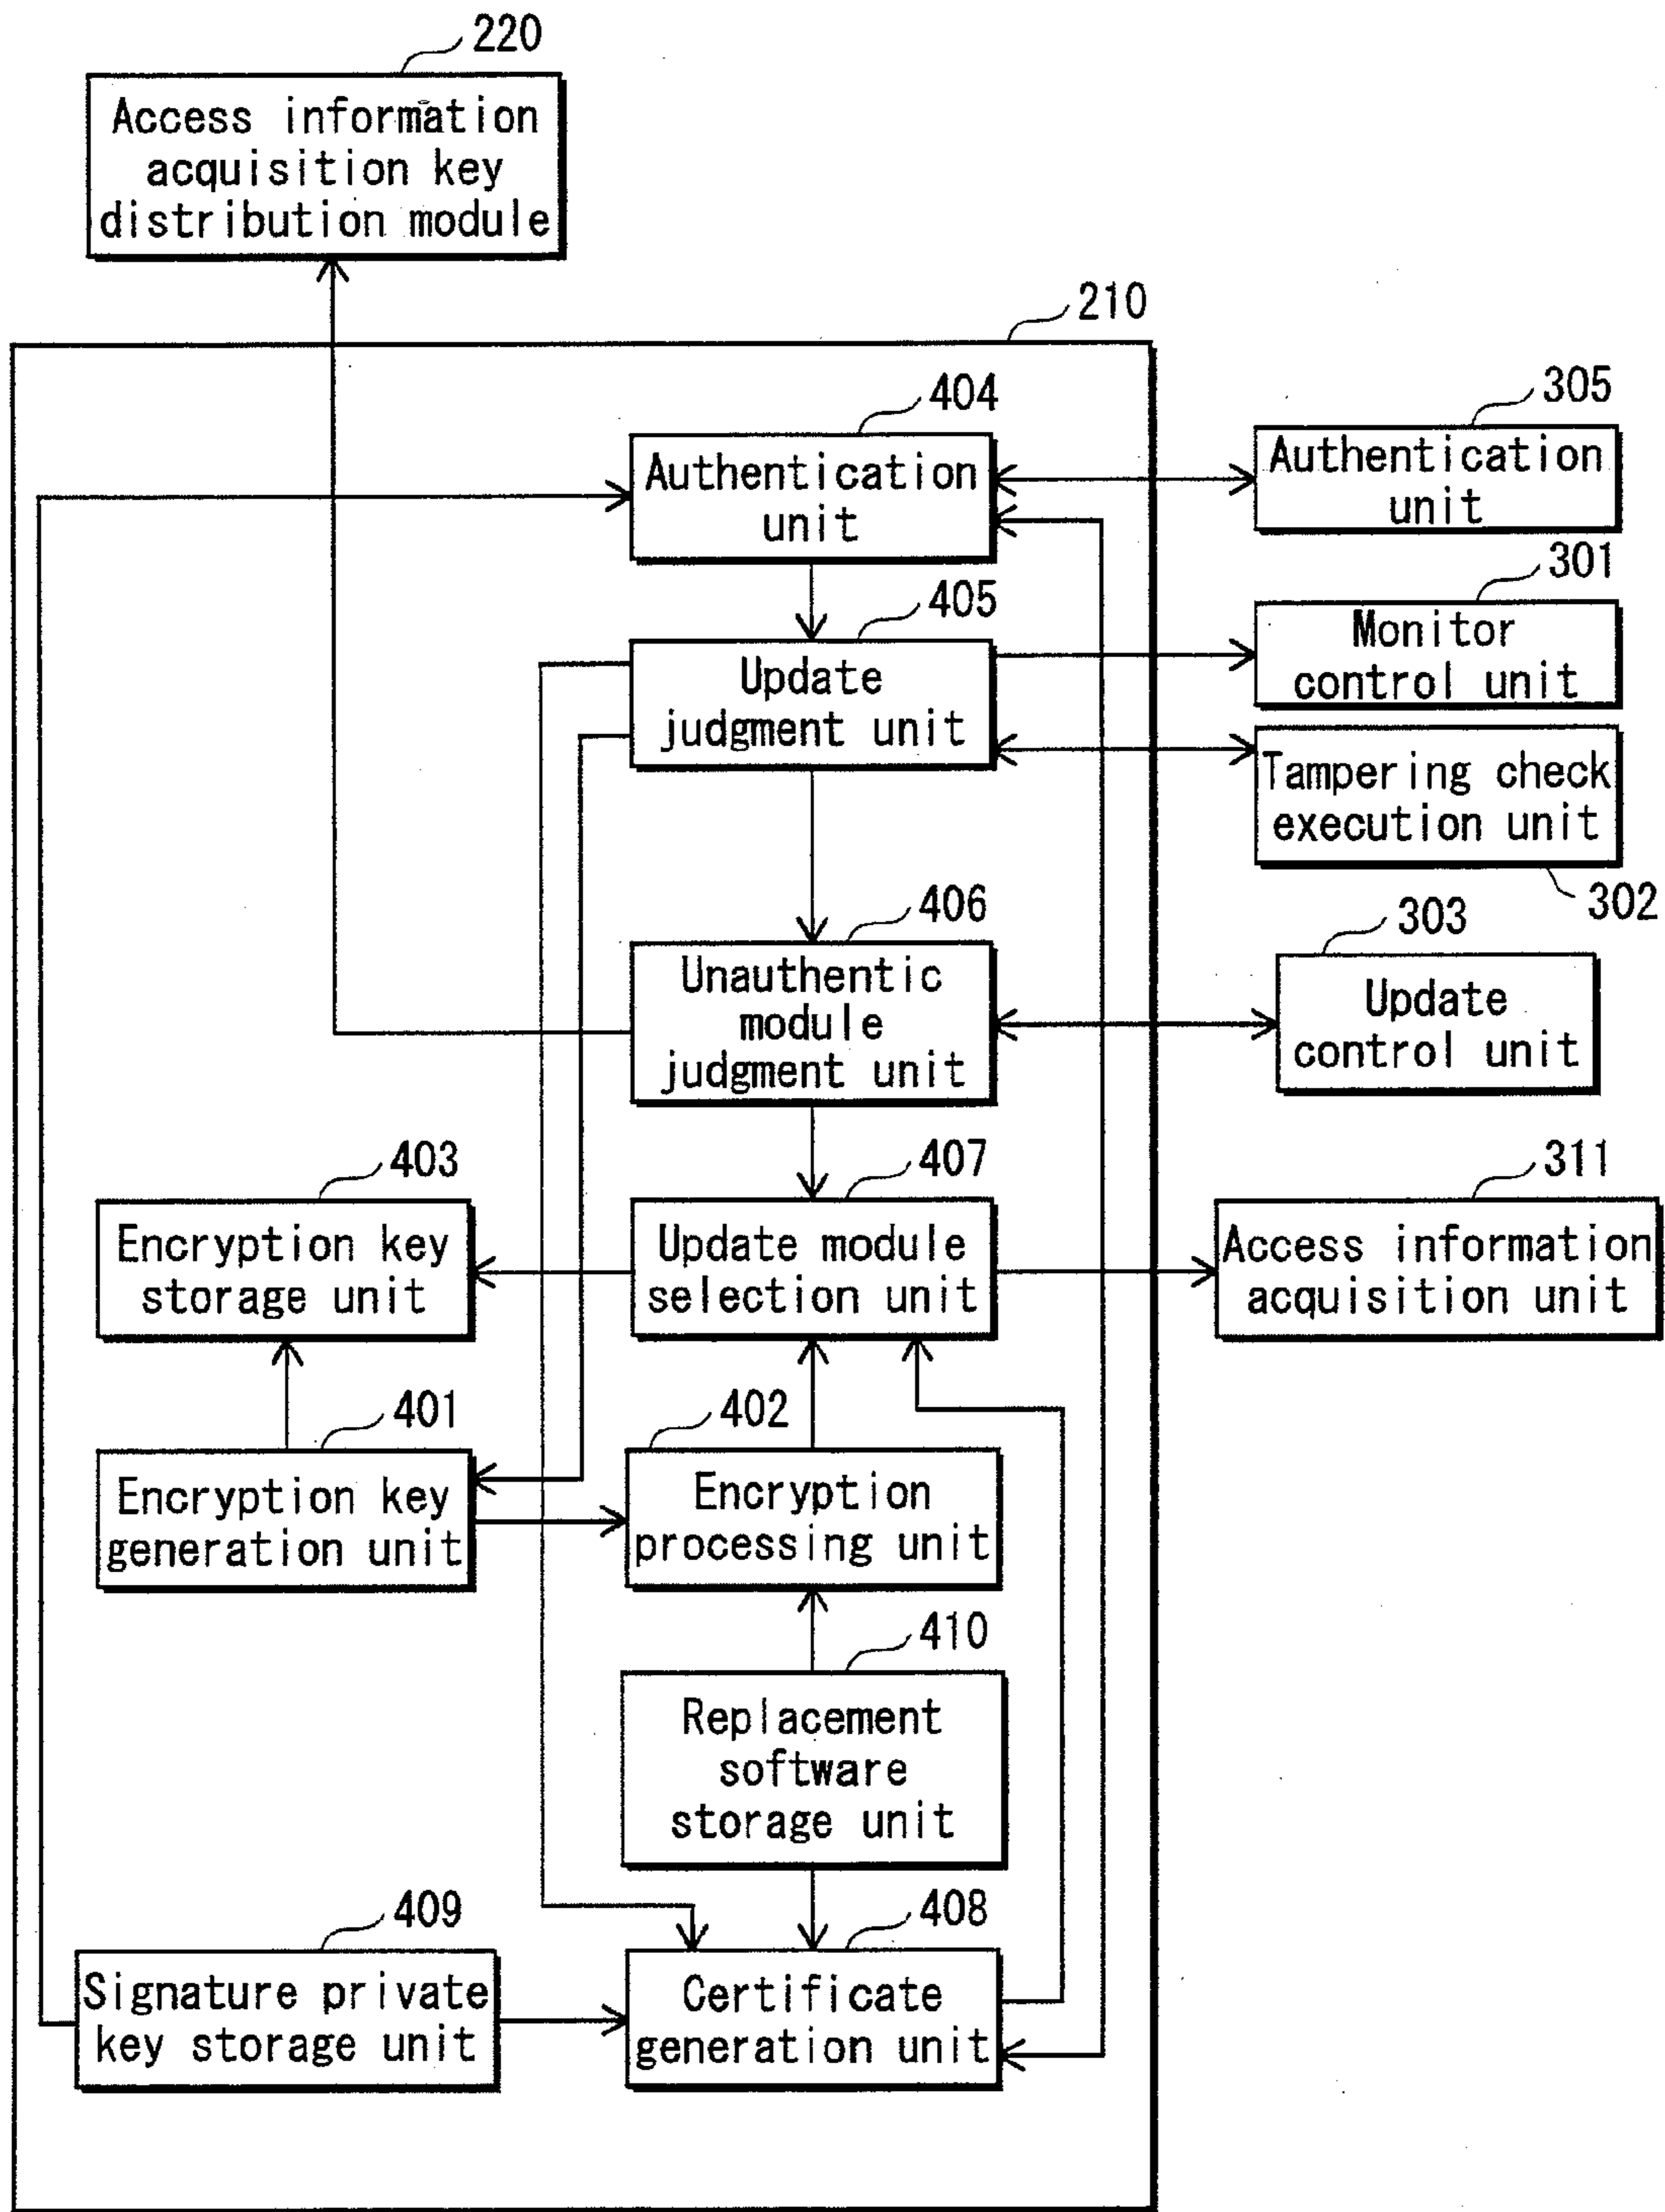 220
Access information
acquisition key
distribution module
210
404
Authentication
unit
305
Authentication
unit
405
Update
judgment unit
301
Monitor
control unit
Tampering check
execution unit
302
406
Unauthentic
module
judgment unit
303
Update
control unit
403
Encryption key
storage unit
407
Update module
selection unit
311
Access information
acquisition unit
401
Encryption key
generation unit
402
Encryption
processing unit
410
Replacement
software
storage unit
409
Signature private
key storage unit
408
Certificate
generation unit